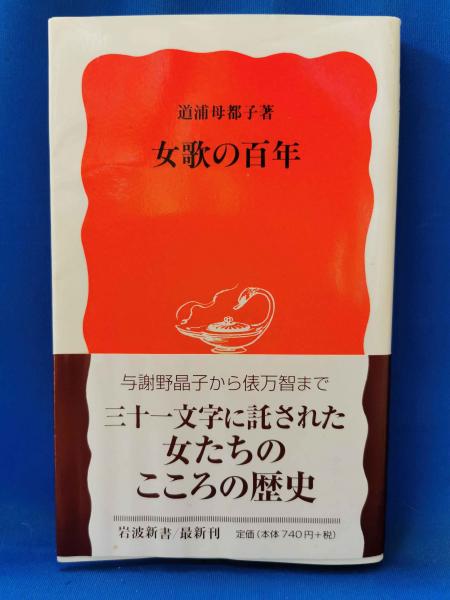 道浦母都子著
女歌の百年
与謝野晶子から俵万智まで
三十一文字に託された
女たちの
こころの歴史
岩波新書/最新刊 定価(本体740円+税)